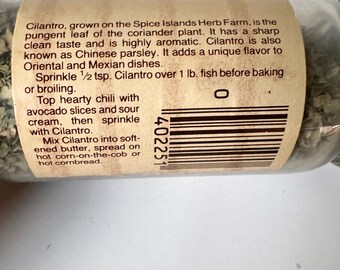 Cilantro, grown on the Spice Islands Herb Farm, is the
pungent leaf of the coriander plant. It has a sharp
clean taste and is highly aromatic. Cilantro is also
known as Chinese parsley. It adds a unique flavor to
Oriental and Mexian dishes.
Sprinkle ½ tsp. Cilantro over 1 lb. fish before baking
or broiling.
Top hearty chili with
avocado slices and sour
cream, then sprinkle
with Cilantro.
Mix Cilantro into soft-
ened butter, spread on
hot corn-on-the-cob or
hot cornbread.
0
402251